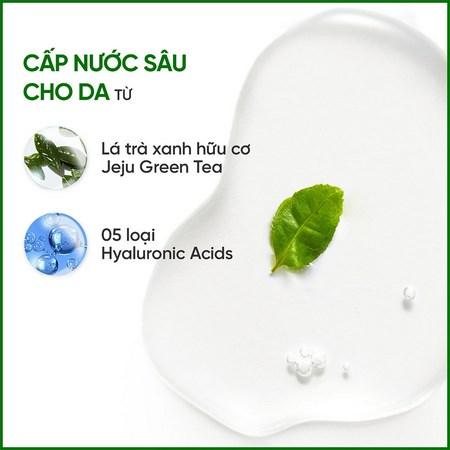 CẤP NƯỚC SÂU
CHO DA TỪ
Lá trà xanh hữu cơ
Jeju Green Tea
05 loại
Hyaluronic Acids